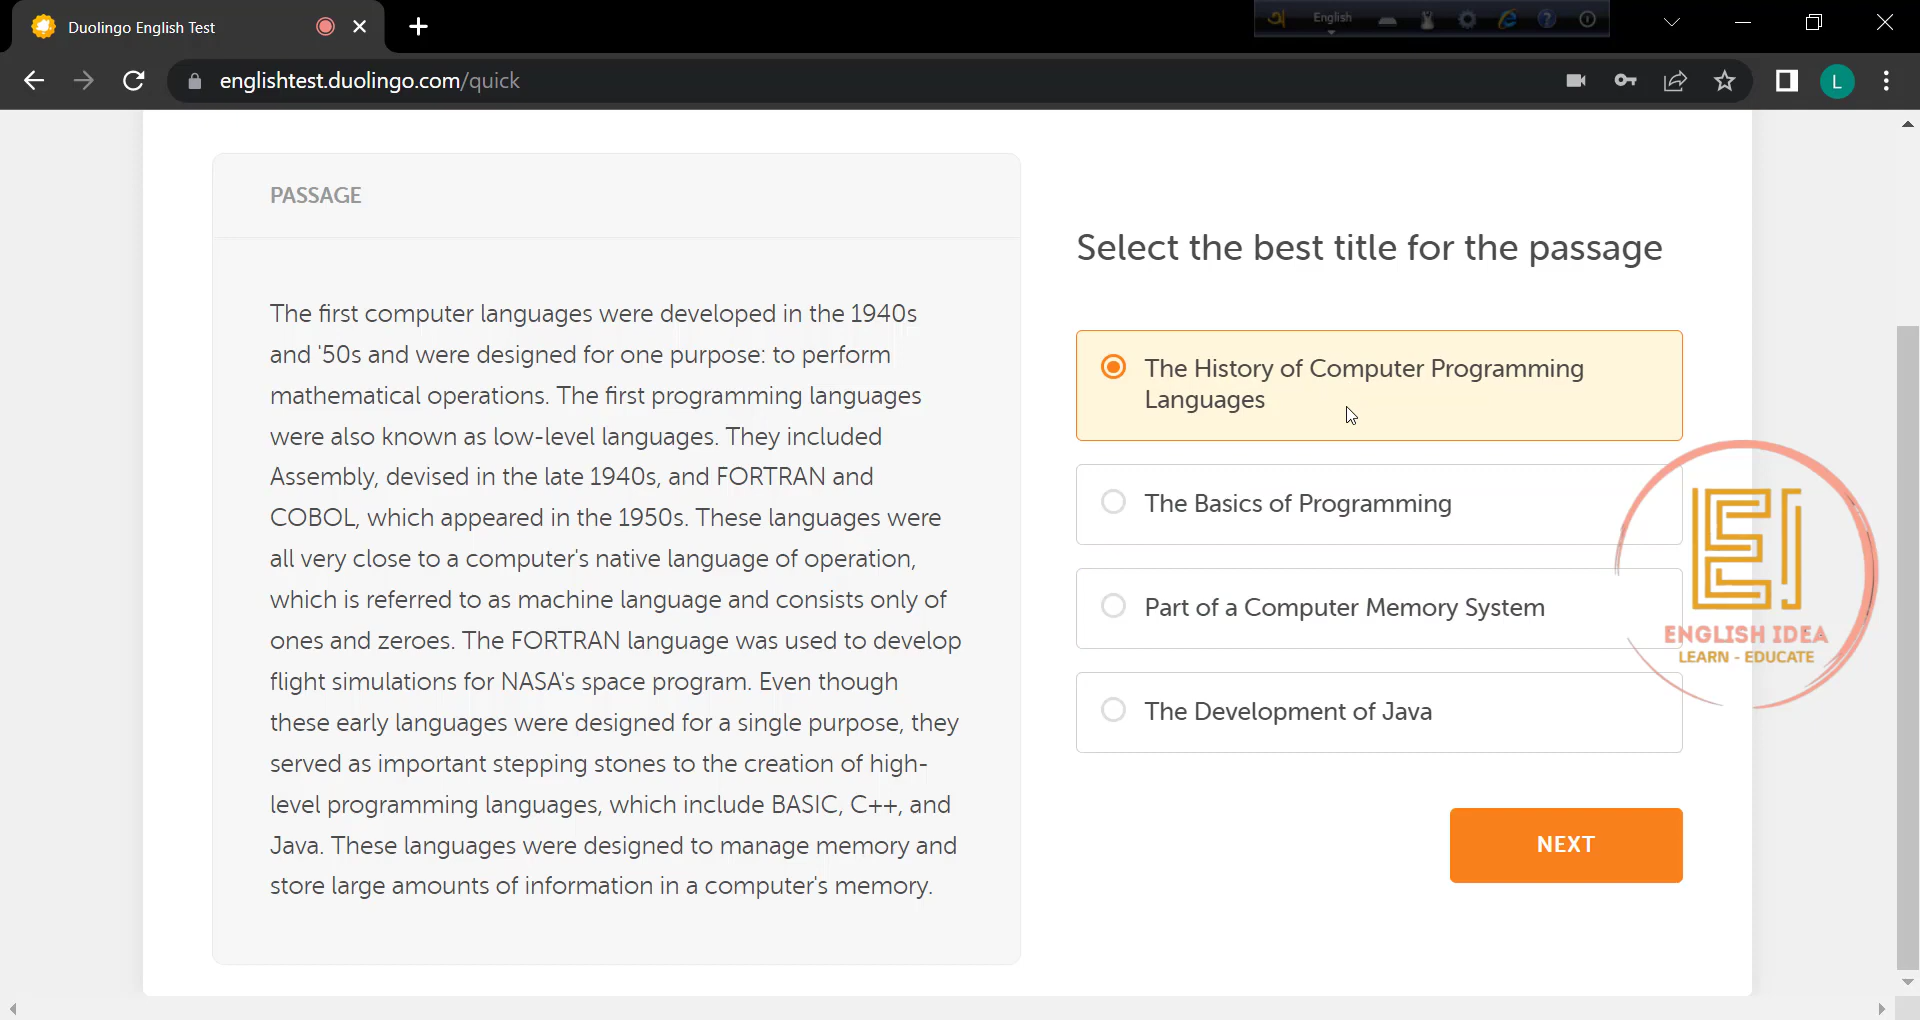 Duolingo English Test
English
englishtest.duolingo.com/quick
L
PASSAGE
The first computer languages were developed in the 1940s
and '50s and were designed for one purpose: to perform
mathematical operations. The first programming languages
were also known as low-level languages. They included
Assembly, devised in the late 1940s, and FORTRAN and
COBOL, which appeared in the 1950s. These languages were
all very close to a computer's native language of operation,
which is referred to as machine language and consists only of
ones and zeroes. The FORTRAN language was used to develop
flight simulations for NASA's space program. Even though
these early languages were designed for a single purpose, they
served as important stepping stones to the creation of high-
level programming languages, which include BASIC, C++, and
Java. These languages were designed to manage memory and
store large amounts of information in a computer's memory.
Select the best title for the passage
The History of Computer Programming
Languages
The Basics of Programming
Part of a Computer Memory System
The Development of Java
NEXT
EI
ENGLISH IDEA
LEARN - EDUCATE